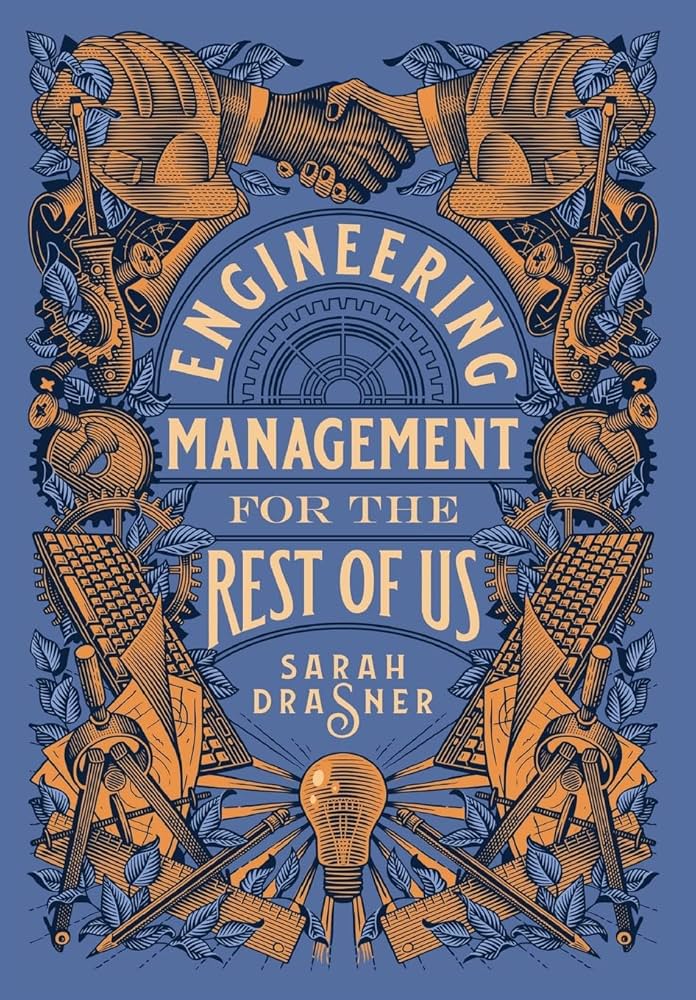 ENGINEERING
MANAGEMENT
FOR THE
REST OF US
SARAH
DRASNER